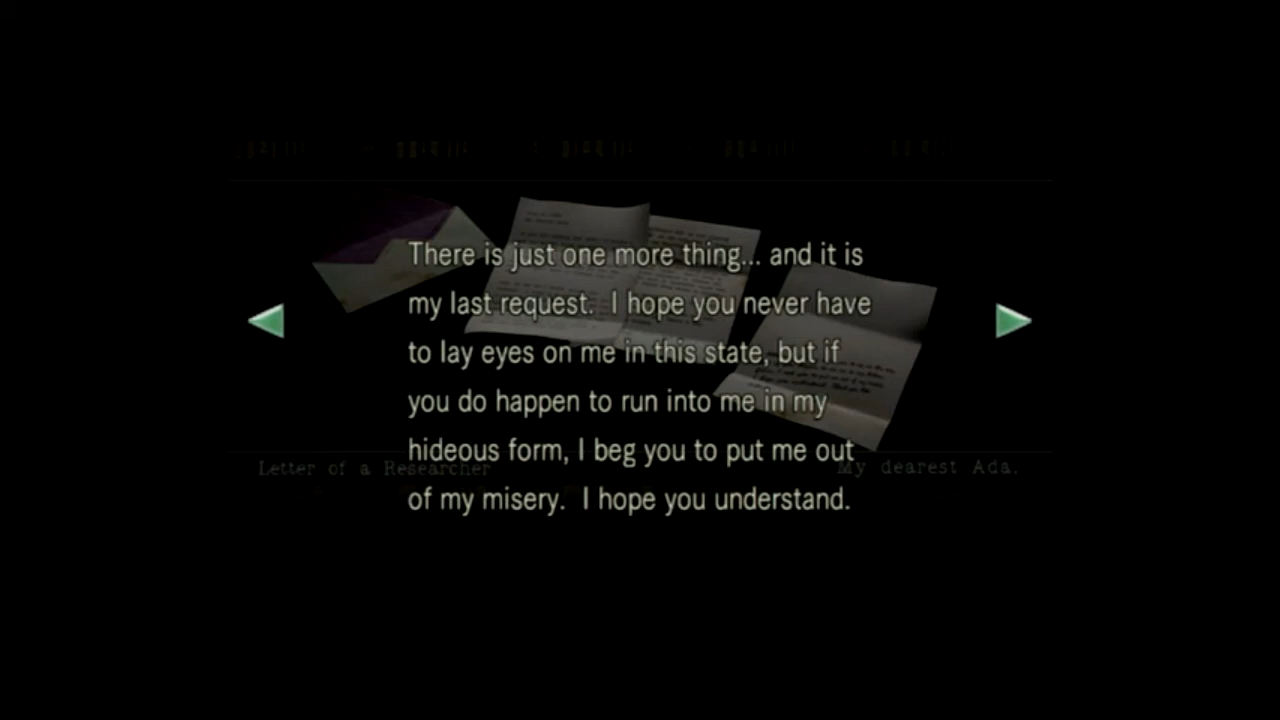 There is just one more thing... and it is
my last request.  I hope you never have
to lay eyes on me in this state, but if
you do happen to run into me in my
hideous form, I beg you to put me out
of my misery.  I hope you understand.
Letter of a Researcher
My dearest Ada.